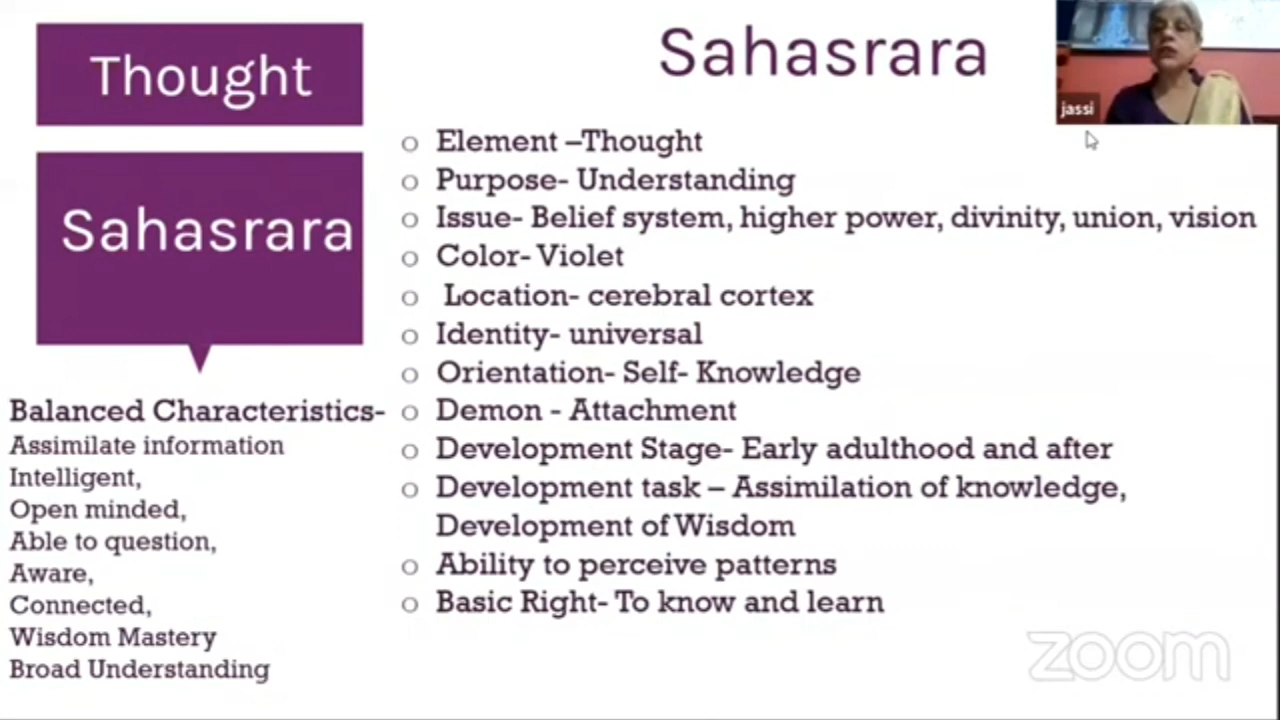 Thought
Sahasrara
Balanced Characteristics-
Assimilate information
Intelligent,
Open minded,
Able to question,
Aware,
Connected,
Wisdom Mastery
Broad Understanding
Sahasrara
o Element –Thought
o Purpose- Understanding
o Issue- Belief system, higher power, divinity, union, vision
o Color- Violet
o Location- cerebral cortex
o Identity- universal
o Orientation- Self- Knowledge
o Demon - Attachment
o Development Stage- Early adulthood and after
o Development task – Assimilation of knowledge,
Development of Wisdom
o Ability to perceive patterns
o Basic Right- To know and learn
jassi
zoom